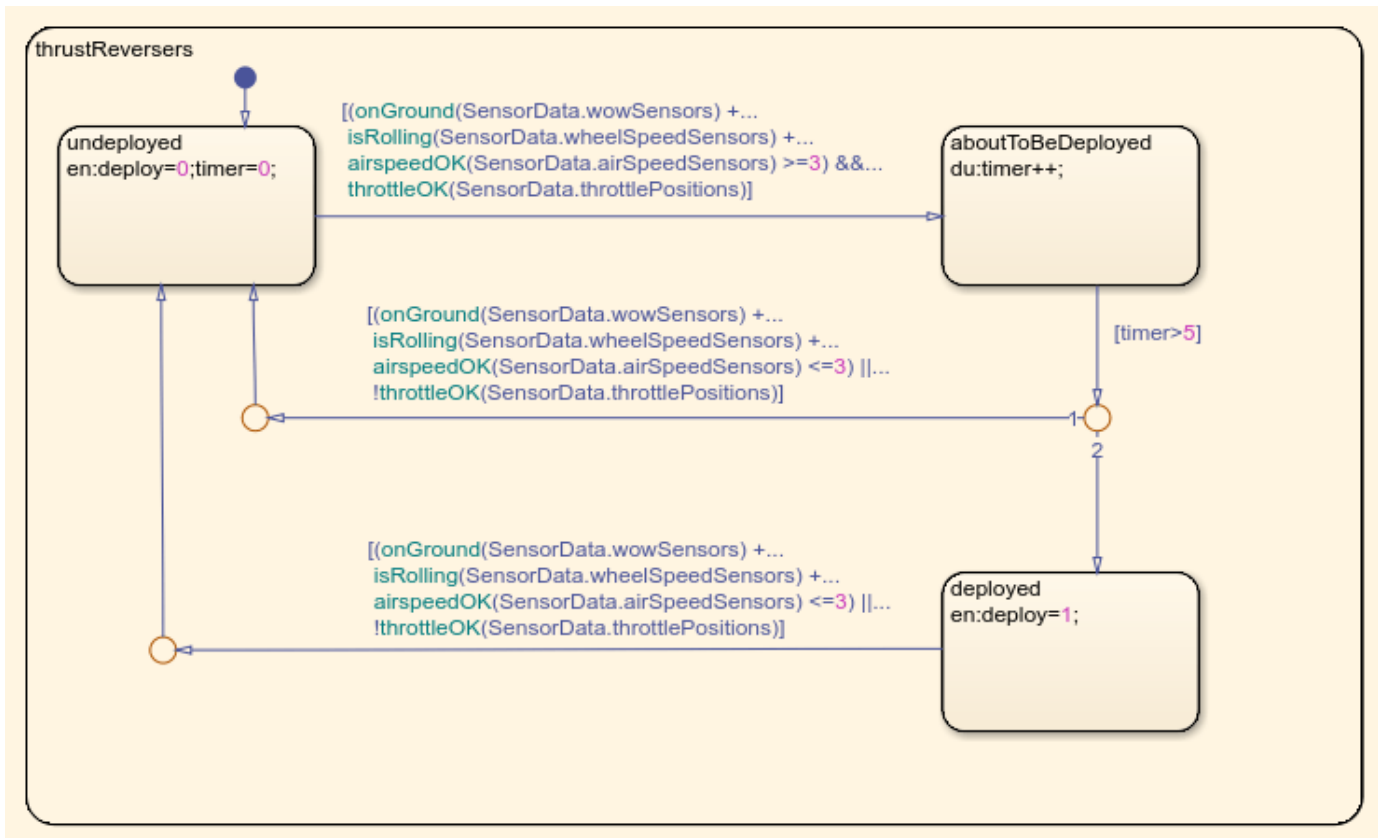 thrustReversers
undeployed
en:deploy=0;timer=0;
[(onGround(SensorData.wowSensors) +...
isRolling(SensorData.wheelSpeedSensors) +...
airspeedOK(SensorData.airSpeedSensors) >=3) &&...
throttleOK(SensorData.throttlePositions)]
aboutToBeDeployed
du:timer++;
[(onGround(SensorData.wowSensors) +...
isRolling(SensorData.wheelSpeedSensors) +...
airspeedOK(SensorData.airSpeedSensors) <=3) ||...
!throttleOK(SensorData.throttlePositions)]
[timer>5]
1
2
[(onGround(SensorData.wowSensors) +...
isRolling(SensorData.wheelSpeedSensors) +...
airspeedOK(SensorData.airSpeedSensors) <=3) ||...
!throttleOK(SensorData.throttlePositions)]
deployed
en:deploy=1;